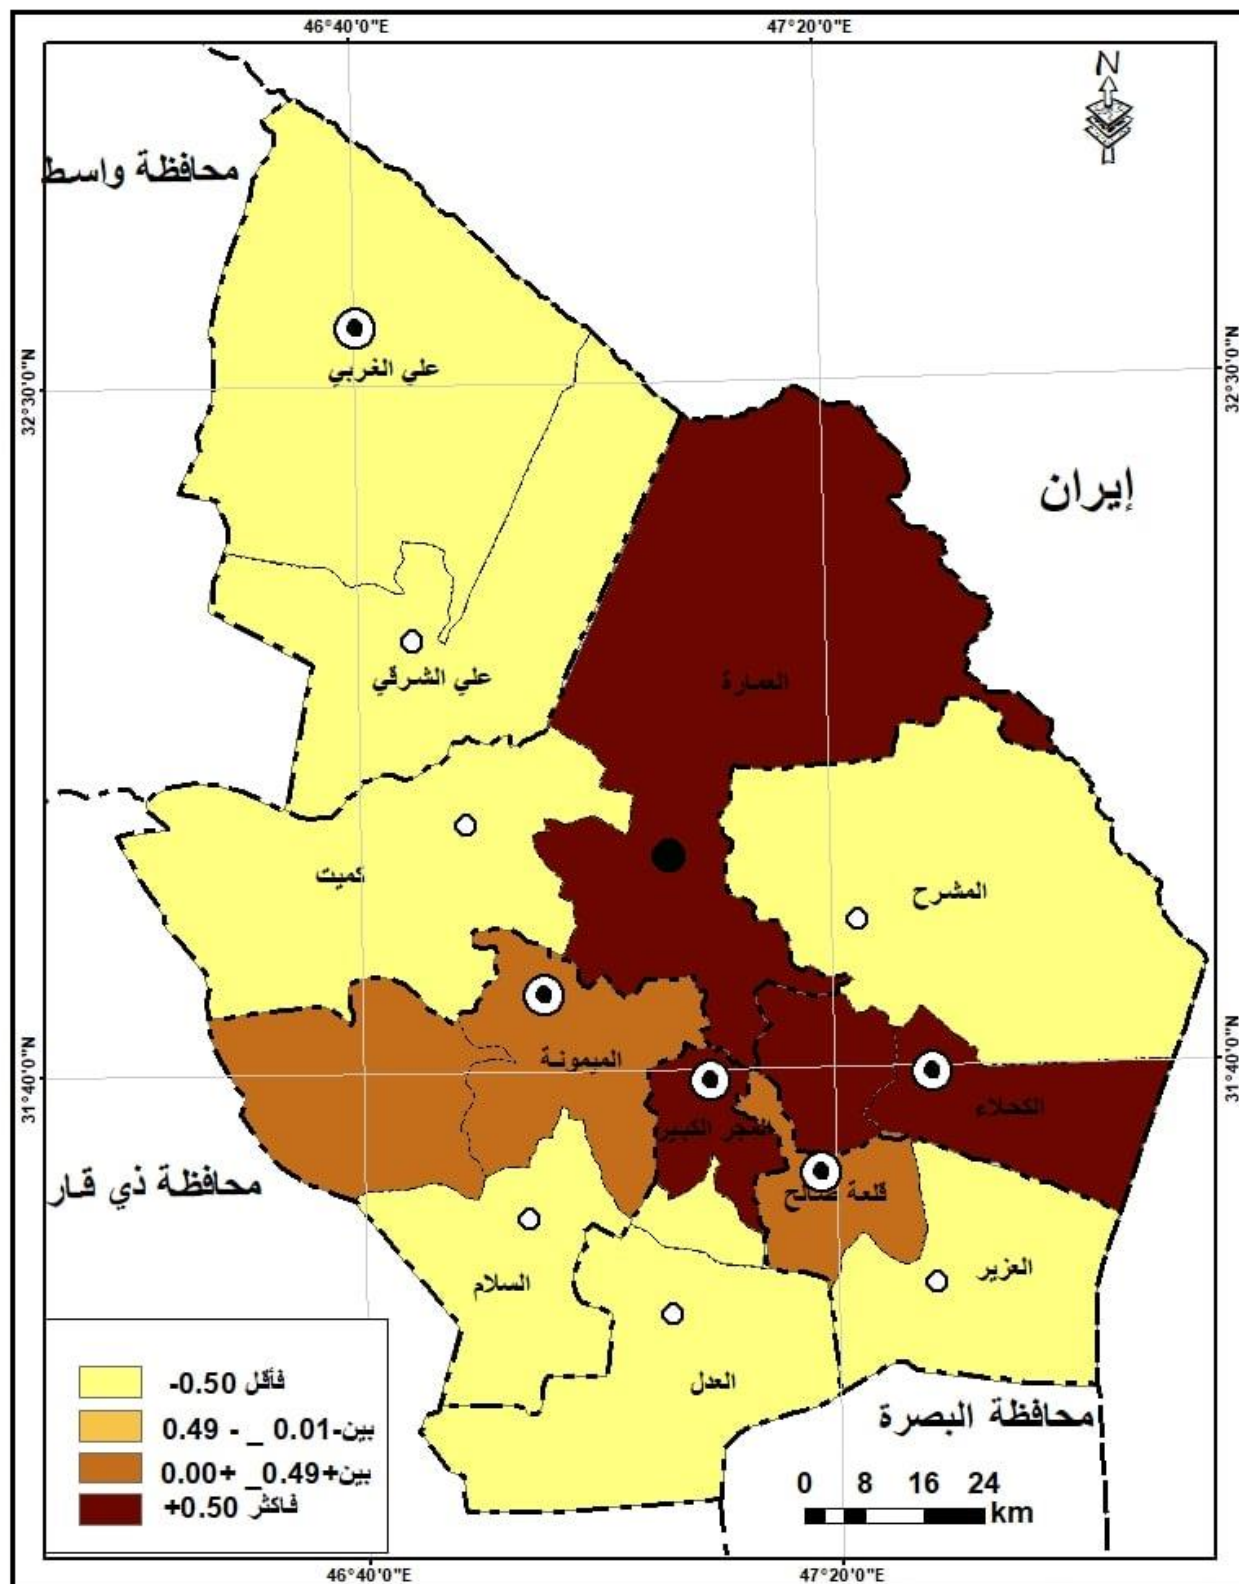 46°40'0"E
47°20'0"E
N
محافظة واسط
علي الغربي
32°30'0"N
32°30'0"N
إيران
علي الشرقي
العمارة
كميت
المشرح
الميمونة
31°40'0"N
31°40'0"N
المجر الكبير
الكحلاء
محافظة ذي قار
قلعة صالح
السلام
العزير
العدل
محافظة البصرة
فأقل 0.50-
بين-0.01 _ - 0.49
بين+0.49_ +0.00
فاكثر 0.50+
0 8 16 24
km
46°40'0"E
47°20'0"E